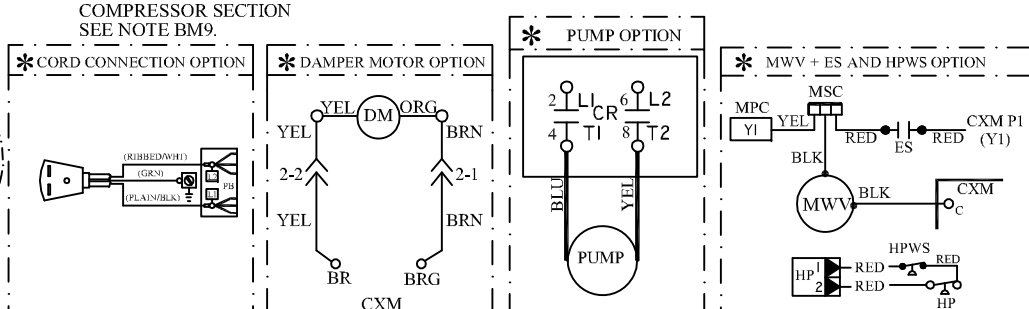 COMPRESSOR SECTION
SEE NOTE BM9.
* CORD CONNECTION OPTION
(RIBBED/WHT)
(GRN)
(PLAIN/BLK)
L2
L1
PB
* DAMPER MOTOR OPTION
YEL DM ORG
YEL BRN
2-2 2-1
YEL BRN
BR BRG
CXM
* PUMP OPTION
2 L1 6 L2
CR
4 T1 8 T2
BLU YEL
PUMP
* MWV + ES AND HPWS OPTION
MSC
MPC
Y1 YEL
RED ES RED
CXM P1
(Y1)
BLK
MWV BLK
CXM
C
HPWS
HP 1 RED RED
2 RED
HP